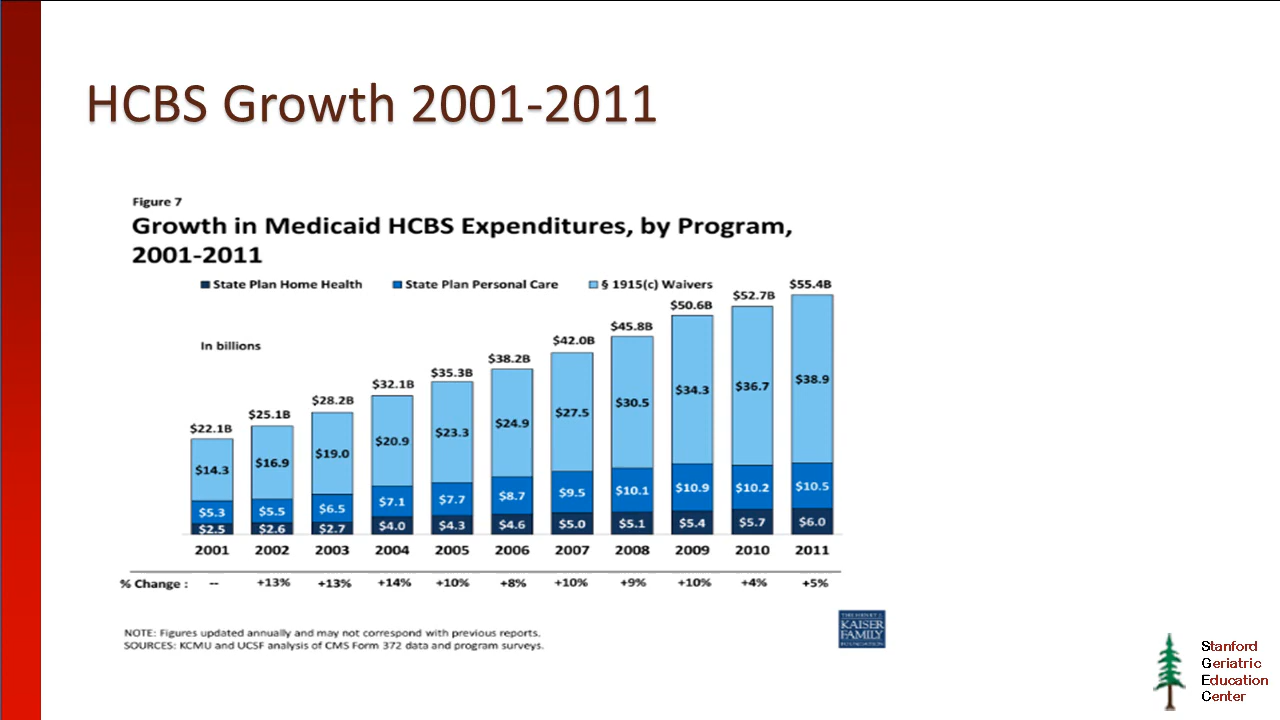 HCBS Growth 2001-2011
Figure 7
Growth in Medicaid HCBS Expenditures, by Program,
2001-2011
State Plan Home Health State Plan Personal Care § 1915(c) Waivers
In billions
$22.1B $25.1B $28.2B $32.1B $35.3B $38.2B $42.0B $45.8B $50.6B $52.7B $55.4B
$14.3 $16.9 $19.0 $20.9 $23.3 $24.9 $27.5 $30.5 $34.3 $36.7 $38.9
$5.3 $5.5 $6.5 $7.1 $7.7 $8.7 $9.5 $10.1 $10.9 $10.2 $10.5
$2.5 $2.6 $2.7 $4.0 $4.3 $4.6 $5.0 $5.1 $5.4 $5.7 $6.0
2001 2002 2003 2004 2005 2006 2007 2008 2009 2010 2011
% Change : -- +13% +13% +14% +10% +8% +10% +9% +10% +4% +5%
NOTE: Figures updated annually and may not correspond with previous reports.
SOURCES: KCMU and UCSF analysis of CMS Form 372 data and program surveys.
THE HENRY J.
KAISER
FAMILY
FOUNDATION
Stanford
Geriatric
Education
Center